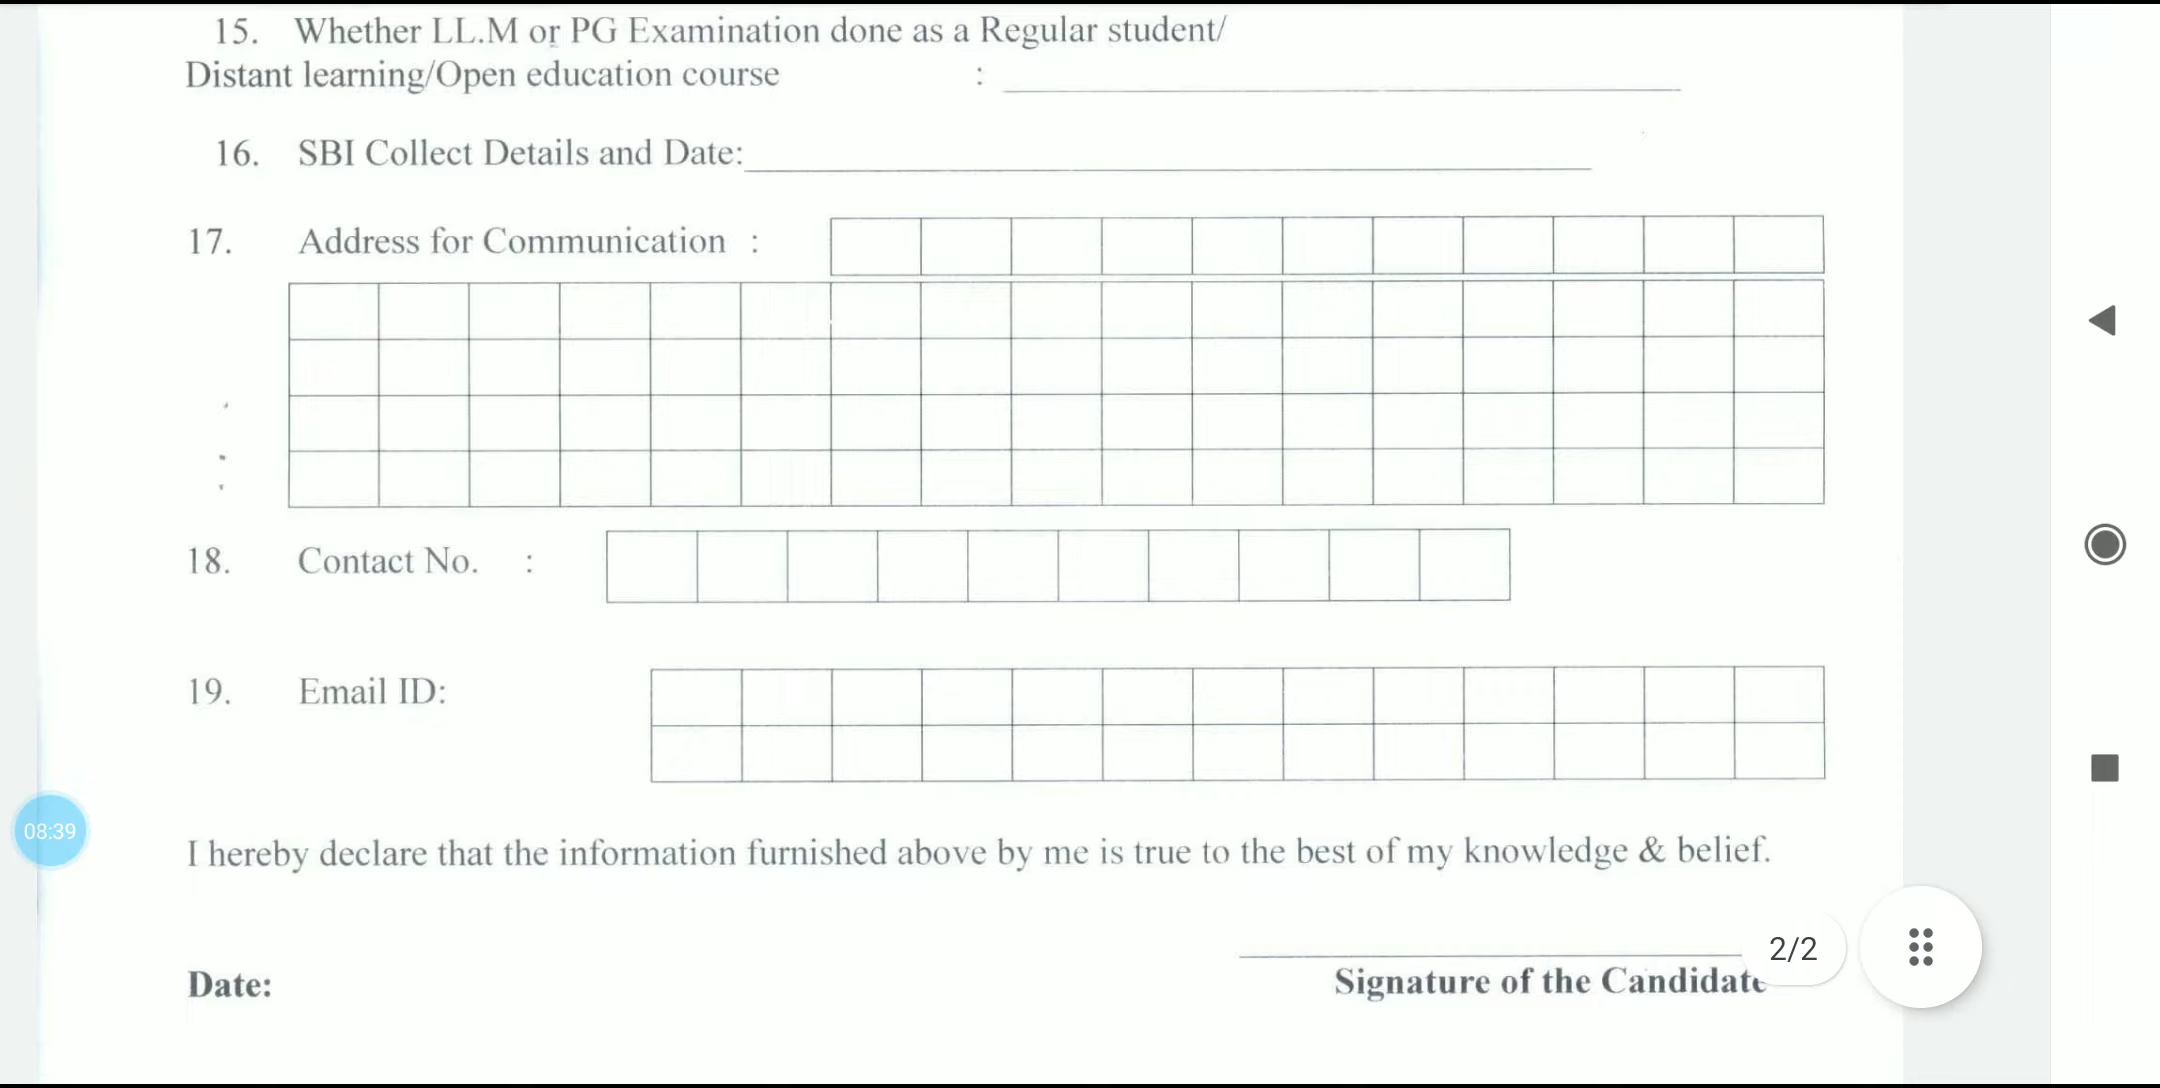 15. Whether LL.M or PG Examination done as a Regular student/
Distant learning/Open education course :
16. SBI Collect Details and Date:
17. Address for Communication :
18. Contact No. :
19. Email ID:
08:39
I hereby declare that the information furnished above by me is true to the best of my knowledge & belief.
2/2
Date:
Signature of the Candidate